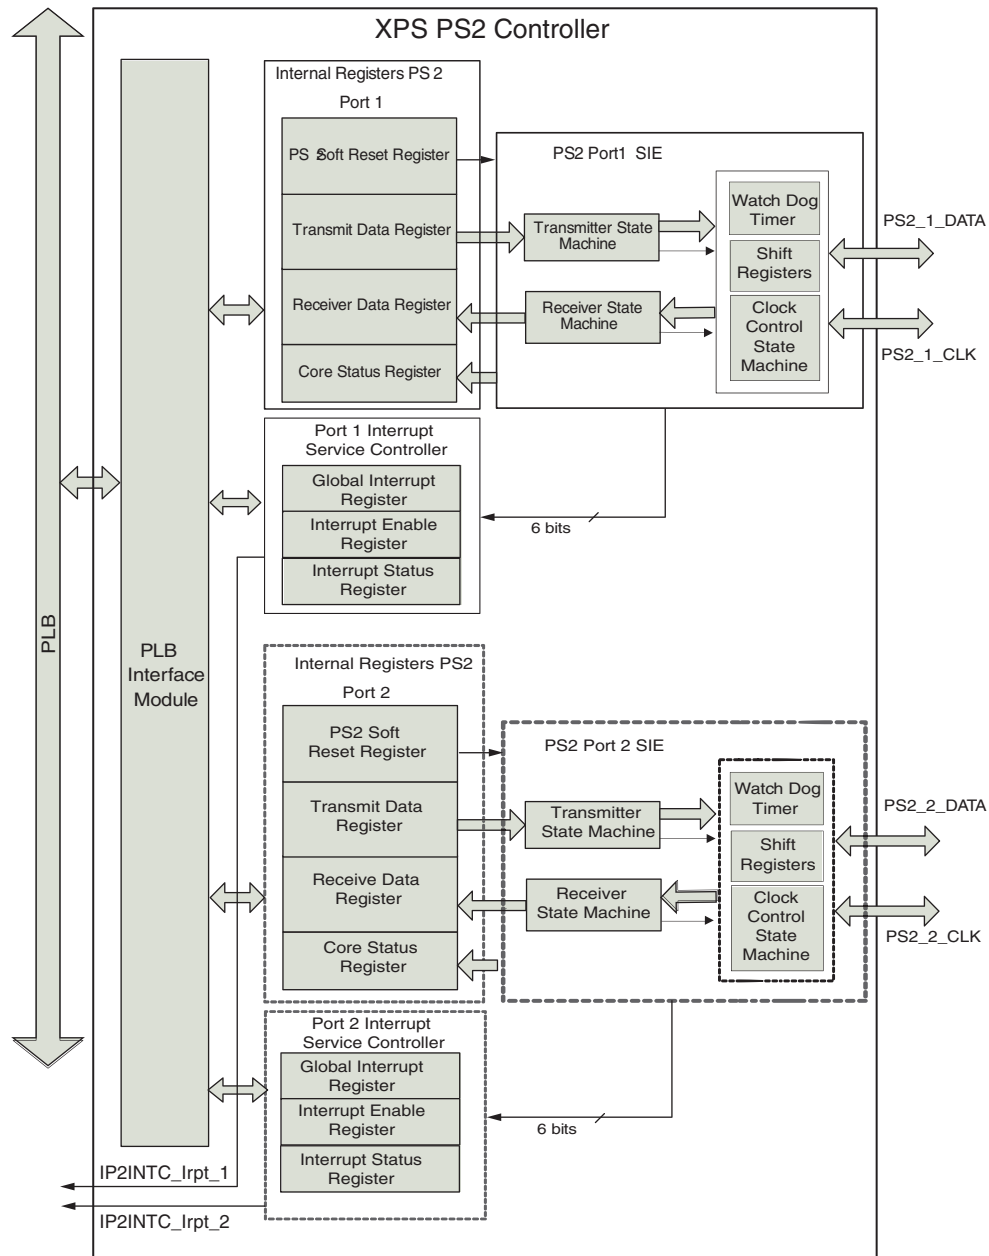 XPS PS2 Controller
Internal Registers PS 2
Port 1
PS 2 Soft Reset Register
Transmit Data Register
Receiver Data Register
Core Status Register
PS2 Port1 SIE
Transmitter State
Machine
Receiver State
Machine
Watch Dog
Timer
Shift
Registers
Clock
Control
State
Machine
PS2_1_DATA
PS2_1_CLK
Port 1 Interrupt
Service Controller
Global Interrupt
Register
Interrupt Enable
Register
Interrupt Status
Register
6 bits
PLB
PLB
Interface
Module
Internal Registers PS2
Port 2
PS2 Soft
Reset Register
Transmit Data
Register
Receive Data
Register
Core Status
Register
PS2 Port 2 SIE
Transmitter
State Machine
Receiver
State Machine
Watch Dog
Timer
Shift
Registers
Clock
Control
State
Machine
PS2_2_DATA
PS2_2_CLK
Port 2 Interrupt
Service Controller
Global Interrupt
Register
Interrupt Enable
Register
Interrupt Status
Register
6 bits
IP2INTC_Irpt_1
IP2INTC_Irpt_2